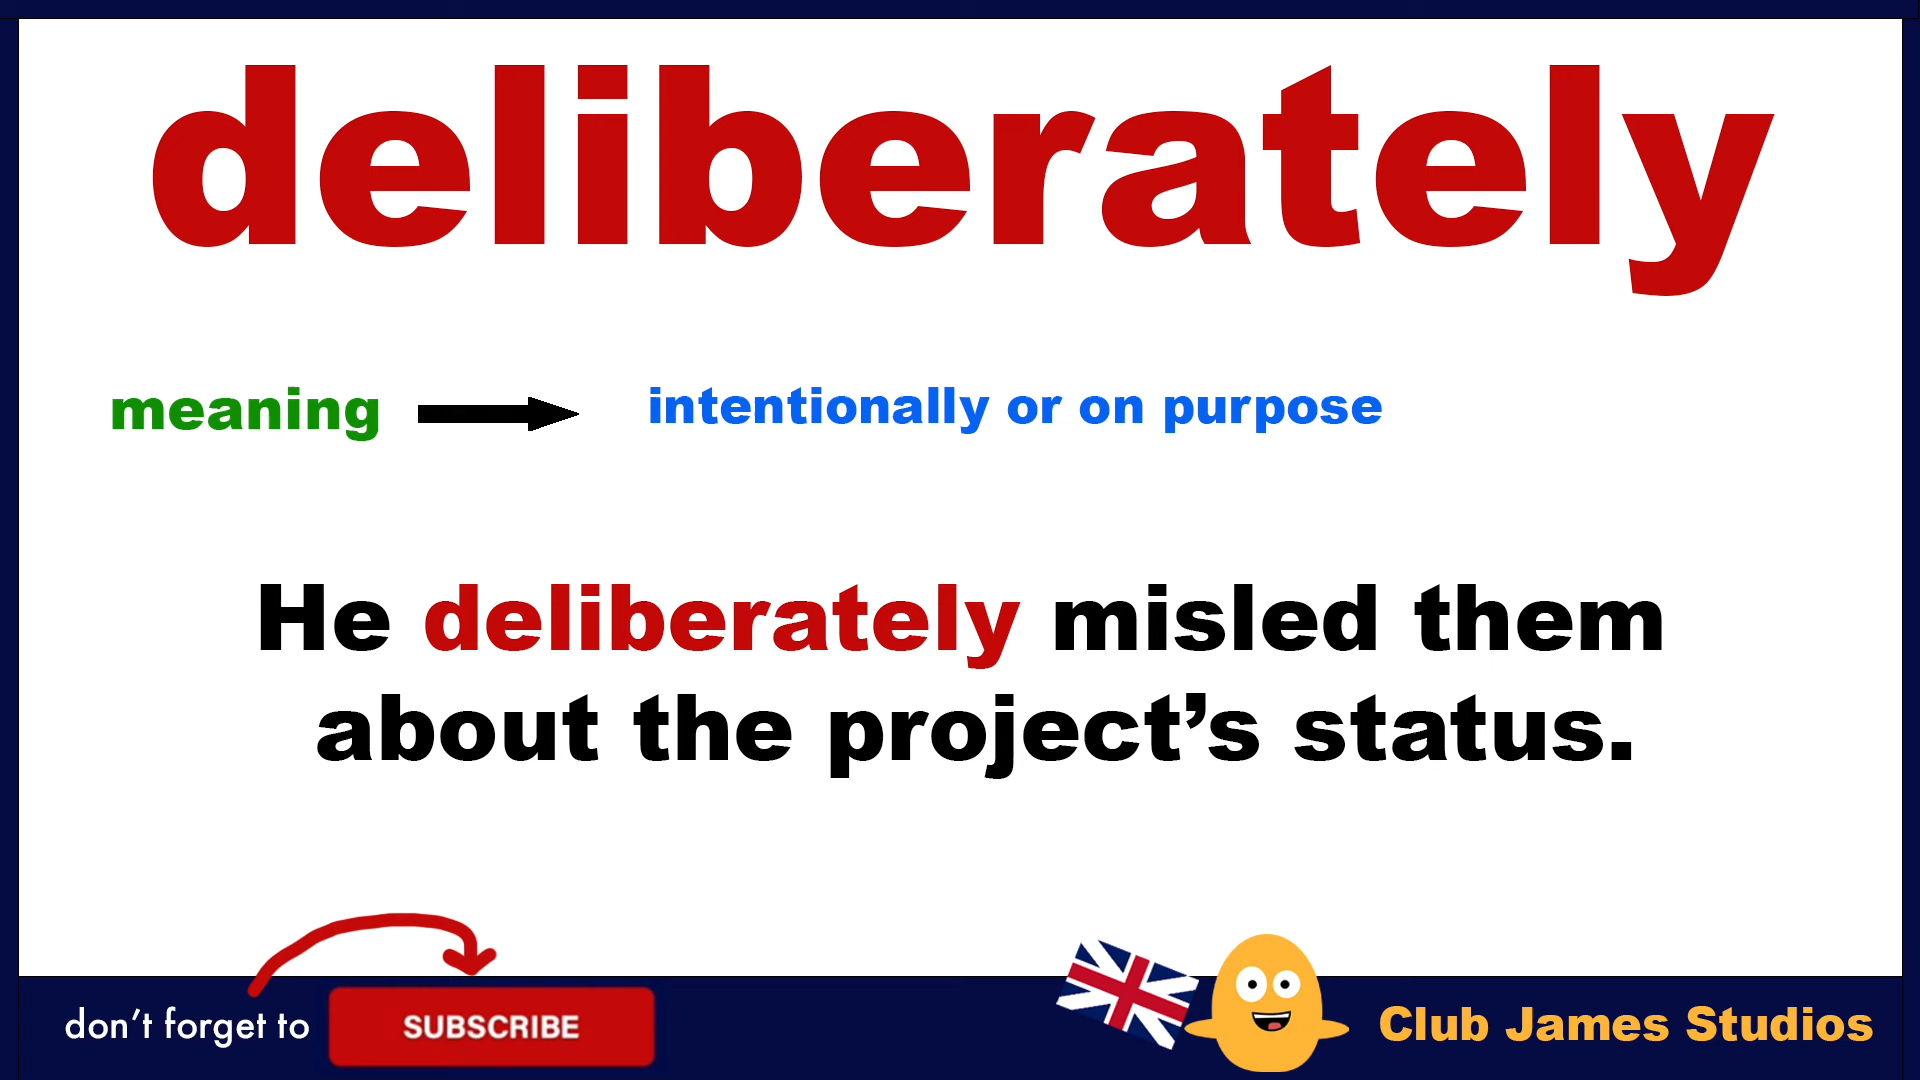 deliberately
meaning
intentionally or on purpose
He deliberately misled them
about the project’s status.
don’t forget to
SUBSCRIBE
Club James Studios